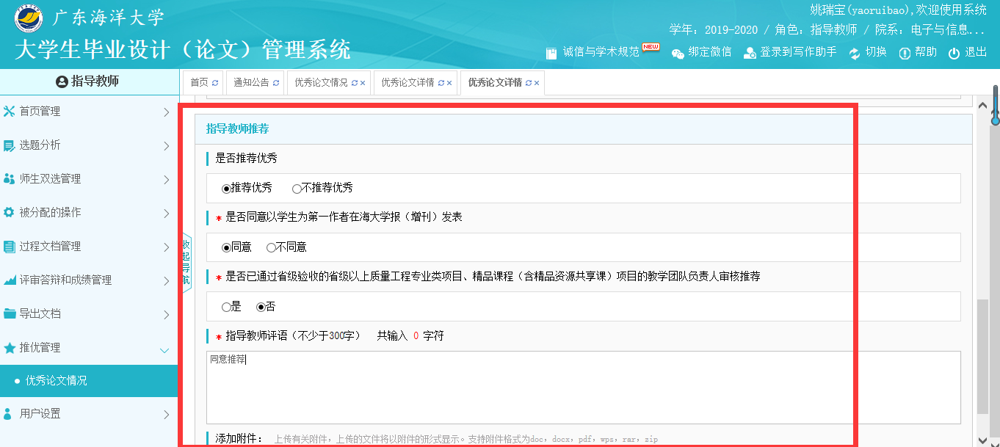 广东海洋大学
大学生毕业设计（论文）管理系统
姚瑞宝(yaoruibao),欢迎使用系统
学年：2019-2020 / 角色：指导教师 / 院系：电子与信息...
诚信与学术规范 NEW 绑定微信 登录到写作助手 切换 帮助 退出
指导教师
首页 通知公告 优秀论文情况 优秀论文详情 优秀论文详情
首页管理
选题分析
师生双选管理
被分配的操作
过程文档管理
评审答辩和成绩管理
导出文档
推优管理
优秀论文情况
用户设置
收起导航
指导教师推荐
是否推荐优秀
推荐优秀 不推荐优秀
* 是否同意以学生为第一作者在海大学报（增刊）发表
同意 不同意
* 是否已通过省级验收的省级以上质量工程专业类项目、精品课程（含精品资源共享课）项目的教学团队负责人审核推荐
是 否
* 指导教师评语（不少于300字） 共输入 0 字符
同意推荐
添加附件： 上传有关附件，上传的文件将以附件的形式显示。支持附件格式为doc，docx，pdf，wps，rar，zip